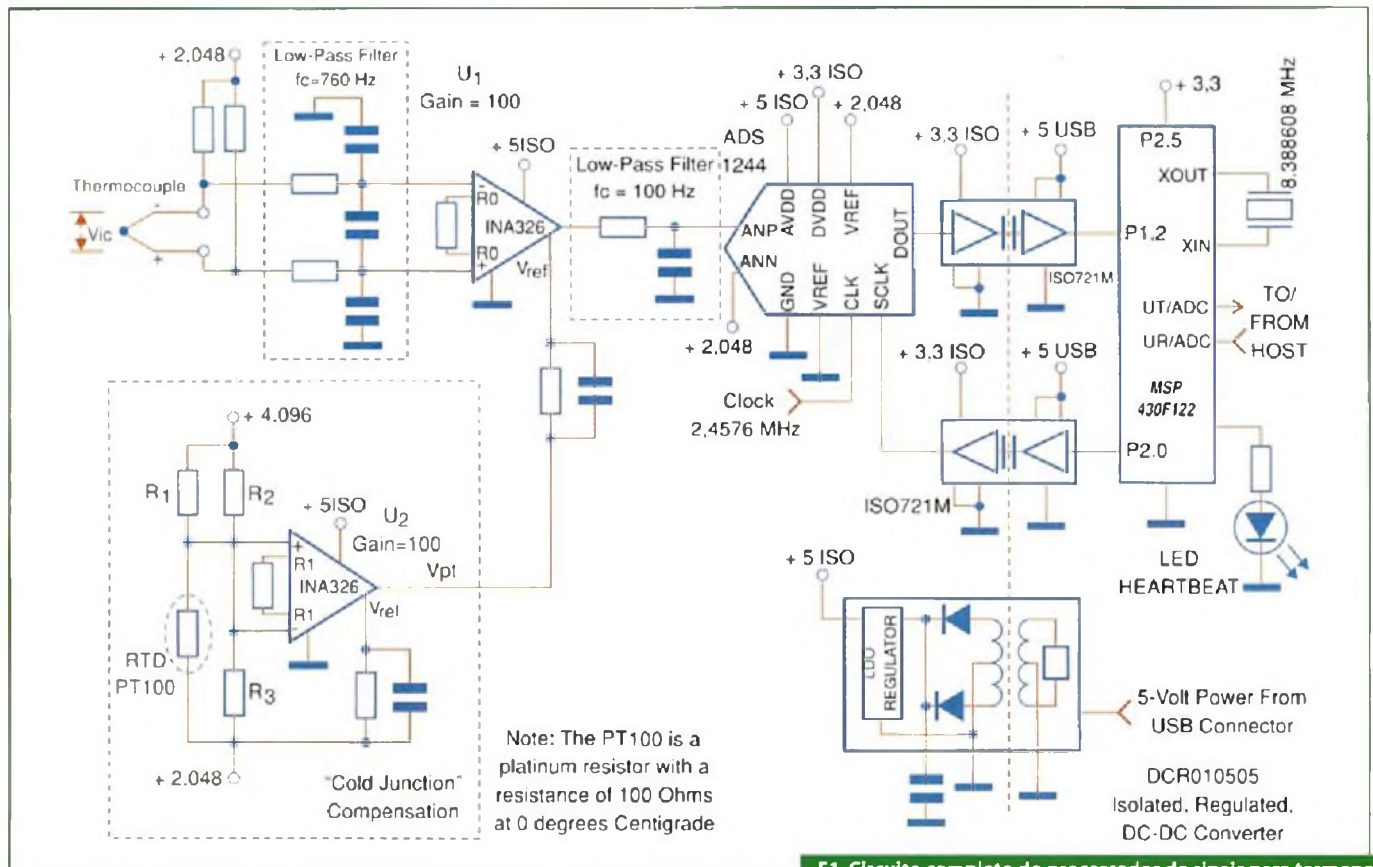 + 2.048
Low-Pass Filter
fc=760 Hz
U1
Gain = 100
+ 5ISO
Thermocouple
Vic
-
+
-
R0
INA326
R0
+
Vref
Low-Pass Filter
fc = 100 Hz
+ 3,3 ISO
+ 5 ISO
+ 2,048
ADS
1244
ANP
ANN
AVDD
DVDD
VREF
DOUT
GND
VREF
CLK
SCLK
+ 2,048
Clock
2,4576 MHz
+ 3,3 ISO
+ 5 USB
ISO721M
+ 3,3 ISO
+ 5 USB
ISO721M
+ 3,3
P2.5
XOUT
8.388608 MHz
P1.2
XIN
UT/ADC
UR/ADC
TO/
FROM
HOST
MSP
430F122
P2.0
LED
HEARTBEAT
+ 4.096
R1
R2
+ 5ISO
U2
Gain=100
+
R1
INA326
R1
-
Vpt
Vref
RTD
PT100
R3
+ 2.048
"Cold Junction"
Compensation
Note: The PT100 is a
platinum resistor with a
resistance of 100 Ohms
at 0 degrees Centigrade
+ 5 ISO
LDO
REGULATOR
5-Volt Power From
USB Connector
DCR010505
Isolated, Regulated,
DC-DC Converter